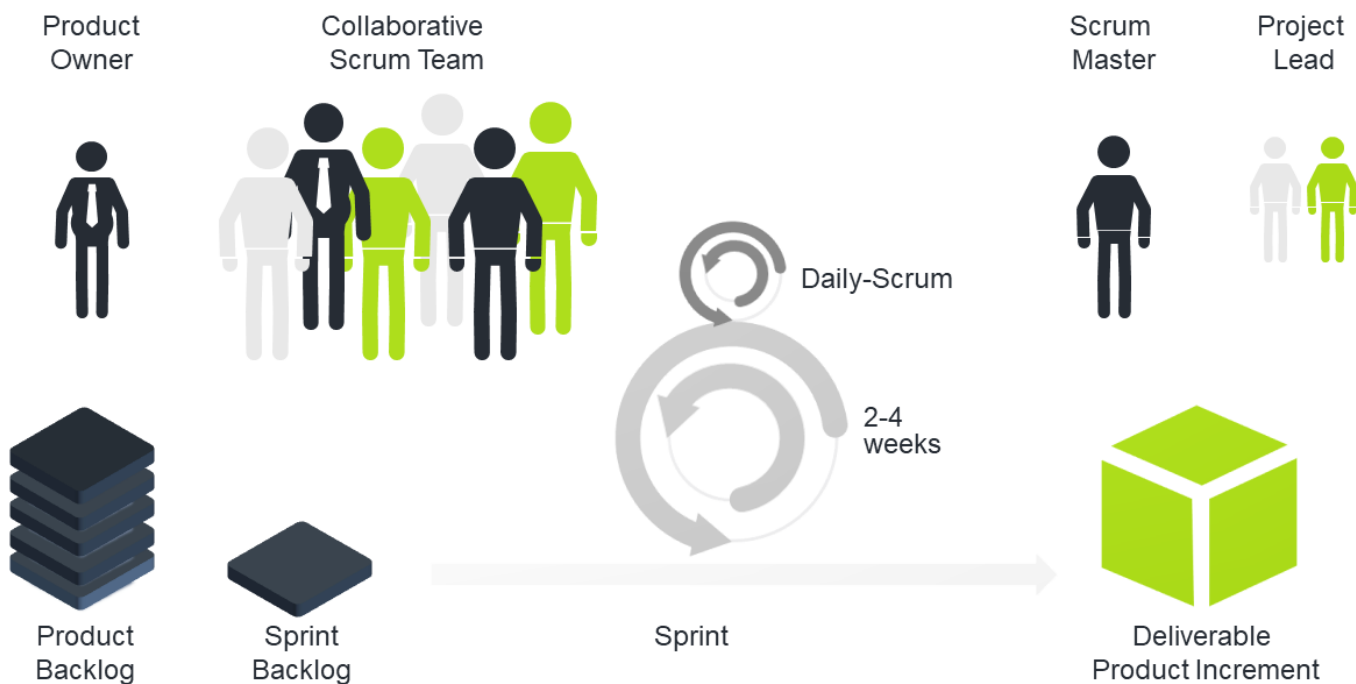 Product
Owner
Collaborative
Scrum Team
Scrum
Master
Project
Lead
Daily-Scrum
2-4
weeks
Product
Backlog
Sprint
Backlog
Sprint
Deliverable
Product Increment